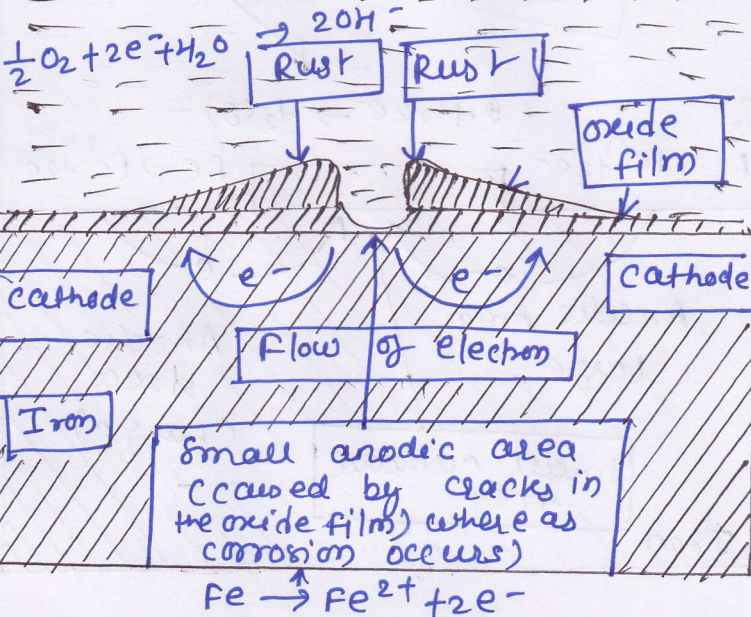 ½O₂ + 2e⁻ + H₂O → 2OH⁻
Rust
Rust
oxide
film
e⁻
e⁻
Cathode
Cathode
Flow of electron
Iron
Small anodic area
(caused by cracks in
the oxide film) where as
corrosion occurs)
Fe → Fe²⁺ + 2e⁻